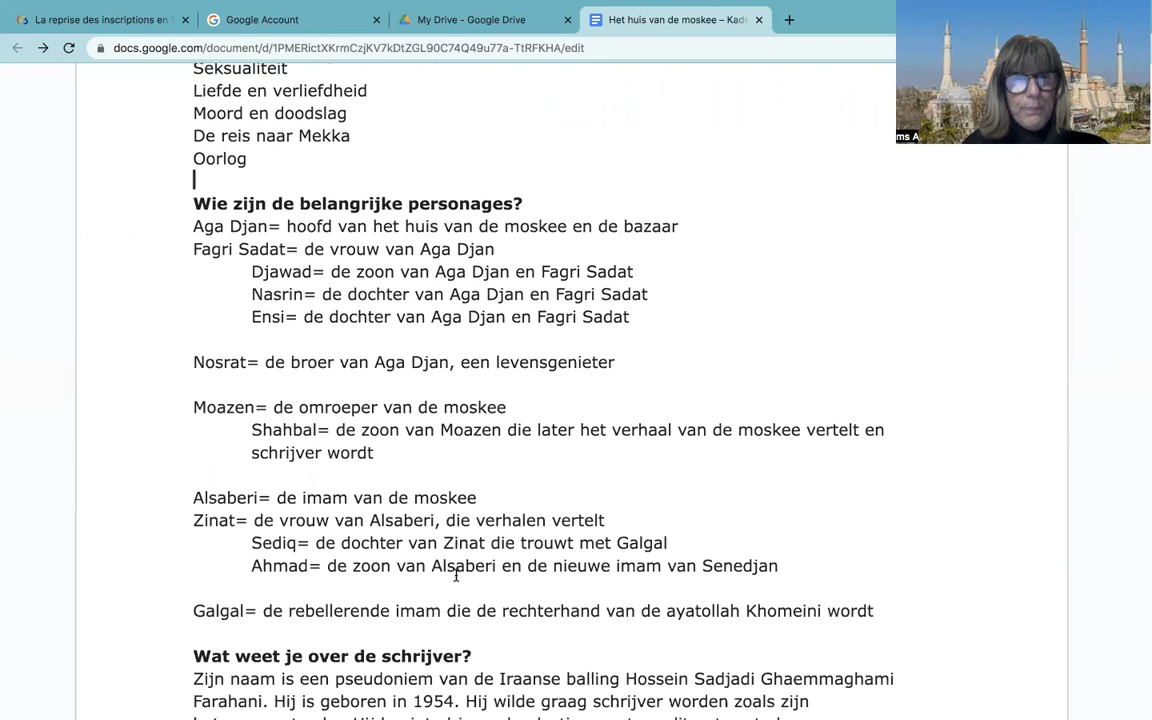 La reprise des inscriptions en
Google Account
My Drive - Google Drive
Het huis van de moskee – Kad
docs.google.com/document/d/1PMERictXKrmCzjKV7kDtZGL90C74Q49u77a-TtRFKHA/edit
ms A
Seksualiteit
Liefde en verliefdheid
Moord en doodslag
De reis naar Mekka
Oorlog
Wie zijn de belangrijke personages?
Aga Djan= hoofd van het huis van de moskee en de bazaar
Fagri Sadat= de vrouw van Aga Djan
Djawad= de zoon van Aga Djan en Fagri Sadat
Nasrin= de dochter van Aga Djan en Fagri Sadat
Ensi= de dochter van Aga Djan en Fagri Sadat
Nosrat= de broer van Aga Djan, een levensgenieter
Moazen= de omroeper van de moskee
Shahbal= de zoon van Moazen die later het verhaal van de moskee vertelt en
schrijver wordt
Alsaberi= de imam van de moskee
Zinat= de vrouw van Alsaberi, die verhalen vertelt
Sediq= de dochter van Zinat die trouwt met Galgal
Ahmad= de zoon van Alsaberi en de nieuwe imam van Senedjan
Galgal= de rebellerende imam die de rechterhand van de ayatollah Khomeini wordt
Wat weet je over de schrijver?
Zijn naam is een pseudoniem van de Iraanse balling Hossein Sadjadi Ghaemmaghami
Farahani. Hij is geboren in 1954. Hij wilde graag schrijver worden zoals zijn